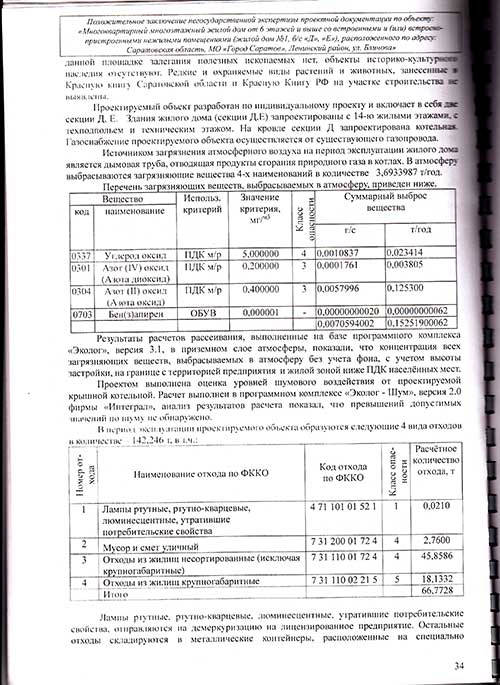 Положительное заключение негосударственной экспертизы проектной документации по объекту:
«Многоквартирной многоэтажный жилой дом от 6 этажей и выше со встроенными и (или) встроено-
пристроенными нежилыми помещениями (Жилой дом №1, б/с «Д», «Е»), расположенного по адресу:
Саратовская область, МО «Город Саратов», Ленинский район, ул. Блинова»
данной площадке залегания полезных ископаемых нет, объекты историко-культурного
наследия отсутствуют. Редкие и охраняемые виды растений и животных, занесенные в
Красную книгу Саратовской области и Красную Книгу РФ на участке строительства не
выявлены.
Проектируемый объект разработан по индивидуальному проекту и включает в себя две
секции Д, Е. Здания жилого дома (секции Д,Е) запроектированы с 14-ю жилыми этажами, с
техподпольем и техническим этажом. На кровле секции Д запроектирована котельная.
Газоснабжение проектируемого объекта осуществляется от существующего газопровода.
Источником загрязнения атмосферного воздуха на период эксплуатации жилого дома
является дымовая труба, отводящая продукты сгорания природного газа в котлах. В атмосферу
выбрасываются загрязняющие вещества 4-х наименований в количестве 3,6933987 т/год.
Перечень загрязняющих веществ, выбрасываемых в атмосферу, приведен ниже.
Вещество Использ. критерий Значение критерия, мг/м3 Класс опасности Суммарный выброс вещества
код наименование г/с т/год
0337 Углерод оксид ПДК м/р 5,000000 4 0,0010837 0,023414
0301 Азот (IV) оксид (Азота диоксид) ПДК м/р 0,200000 3 0,0001761 0,003805
0304 Азот (II) оксид (Азота оксид) ПДК м/р 0,400000 3 0,0057996 0,125300
0703 Бен(з)апирен ОБУВ 0,000001 - 0,00000000020 0,00000000062
0,0070594002 0,15251900062
Результаты расчетов рассеивания, выполненные на базе программного комплекса
«Эколог», версия 3.1, в приземном слое атмосферы, показали, что концентрация всех
загрязняющих веществ, выбрасываемых в атмосферу без учета фона, с учетом высоты
застройки, на границе с территорией предприятия и жилой зоной ниже ПДК населённых мест.
Проектом выполнена оценка уровней шумового воздействия от проектируемой
крышной котельной. Расчет выполнен в программном комплексе «Эколог - Шум», версия 2.0
фирмы «Интеграл», анализ результатов расчета показал, что превышений допустимых
значений по шуму не обнаружено.
В период эксплуатации проектируемого объекта образуются следующие 4 вида отходов
в количестве – 142,246 т, в т.ч.:
Номер отхода Наименование отхода по ФККО Код отхода по ФККО Класс опасности Расчётное количество отхода, т
1 Лампы ртутные, ртутно-кварцевые, люминесцентные, утратившие потребительские свойства 4 71 101 01 52 1 1 0,0210
2 Мусор и смет уличный 7 31 200 01 72 4 4 2,7600
3 Отходы из жилищ несортированные (исключая крупногабаритные) 7 31 110 01 72 4 4 45,8586
4 Отходы из жилищ крупногабаритные 7 31 110 02 21 5 5 18,1332
Итого 66,7728
Лампы ртутные, ртутно-кварцевые, люминесцентные, утратившие потребительские
свойства, отправляются на демеркуризацию на лицензированное предприятие. Остальные
отходы складируются в металлические контейнеры, расположенные на специально
34